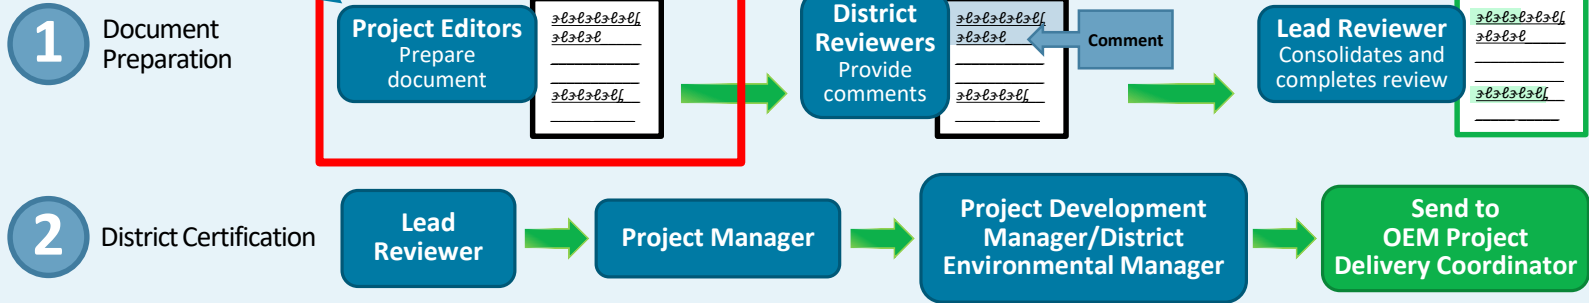 1
Document
Preparation
Project Editors
Prepare
document
District
Reviewers
Provide
comments
Comment
Lead Reviewer
Consolidates and
completes review
2
District Certification
Lead
Reviewer
Project Manager
Project Development
Manager/District
Environmental Manager
Send to
OEM Project
Delivery Coordinator